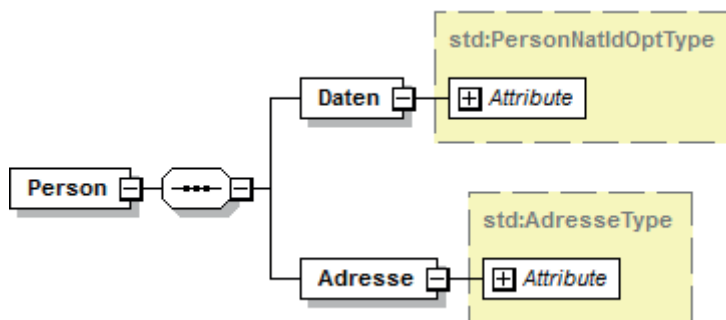 std:PersonNatIdOptType
Daten
Attribute
Person
std:AdresseType
Adresse
Attribute